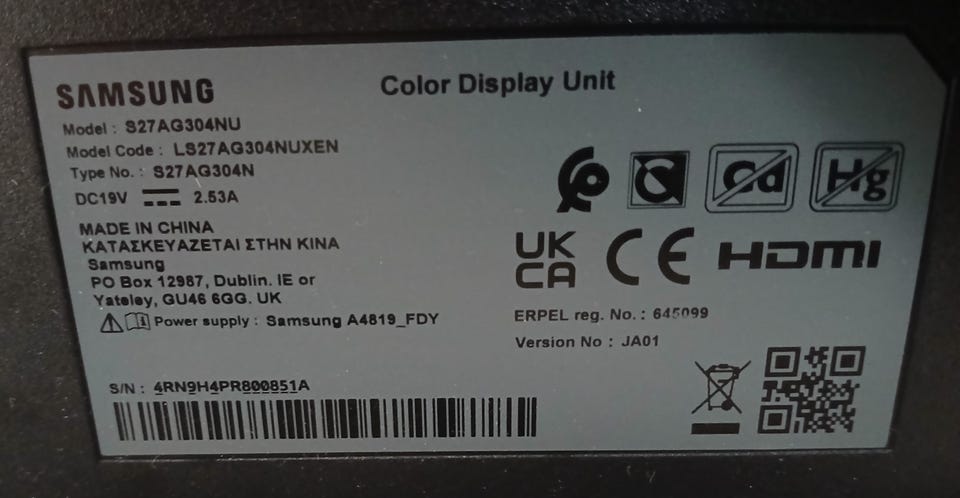 SAMSUNG
Color Display Unit
Model : S27AG304NU
Model Code : LS27AG304NUXEN
Type No. : S27AG304N
DC19V 2.53A
MADE IN CHINA
ΚΑΤΑΣΚΕΥΑΖΕΤΑΙ ΣΤΗΝ ΚΙΝΑ
Samsung
PO Box 12987, Dublin. IE or
Yateley, GU46 6GG. UK
Power supply : Samsung A4819_FDY
S/N : 4RN9H4PR800851A
C
Cd
Hg
UK
CA
CE
HDMI
ERPEL reg. No. : 645099
Version No : JA01